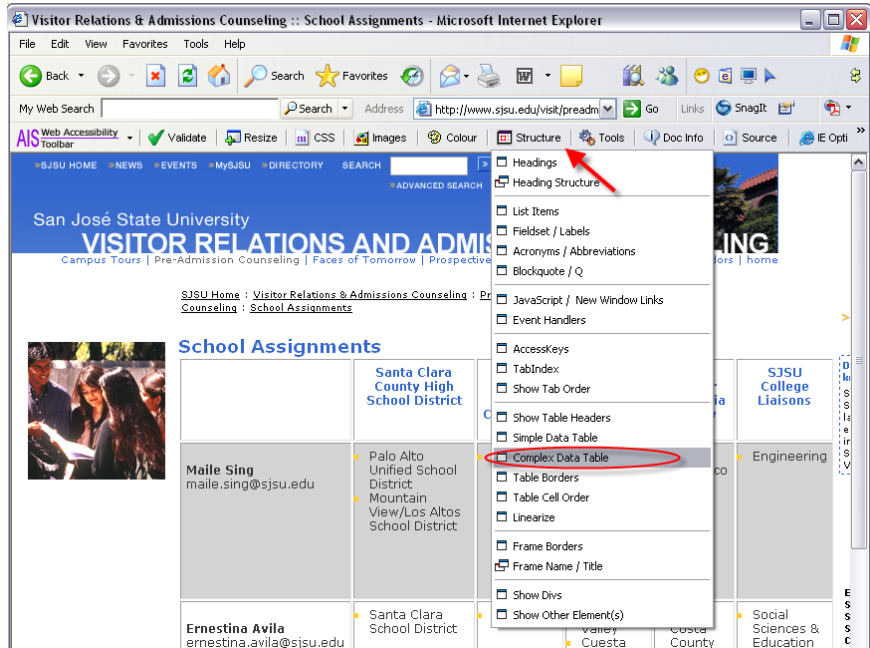 Visitor Relations & Admissions Counseling :: School Assignments - Microsoft Internet Explorer
File Edit View Favorites Tools Help
Back Search Favorites
My Web Search Search Address http://www.sjsu.edu/visit/preadm Go Links SnagIt
AIS Web Accessibility Toolbar Validate Resize CSS Images Colour Structure Tools Doc Info Source IE Opti
»SJSU HOME »NEWS »EVENTS »MySJSU »DIRECTORY SEARCH
»ADVANCED SEARCH
San José State University
VISITOR RELATIONS AND ADMIS
ING
Campus Tours | Pre-Admission Counseling | Faces of Tomorrow | Prospective
ors | home
SJSU Home : Visitor Relations & Admissions Counseling : Pr
Counseling : School Assignments
School Assignments
Santa Clara
County High
School District
C
ia
SJSU
College
Liaisons
Maile Sing
maile.sing@sjsu.edu
Palo Alto
Unified School
District
Mountain
View/Los Altos
School District
co
Engineering
Ernestina Avila
ernestina.avila@sjsu.edu
Santa Clara
School District
Valley
Cuesta
Costa
County
Social
Sciences &
Education
Headings
Heading Structure
List Items
Fieldset / Labels
Acronyms / Abbreviations
Blockquote / Q
JavaScript / New Window Links
Event Handlers
AccessKeys
TabIndex
Show Tab Order
Show Table Headers
Simple Data Table
Complex Data Table
Table Borders
Table Cell Order
Linearize
Frame Borders
Frame Name / Title
Show Divs
Show Other Element(s)